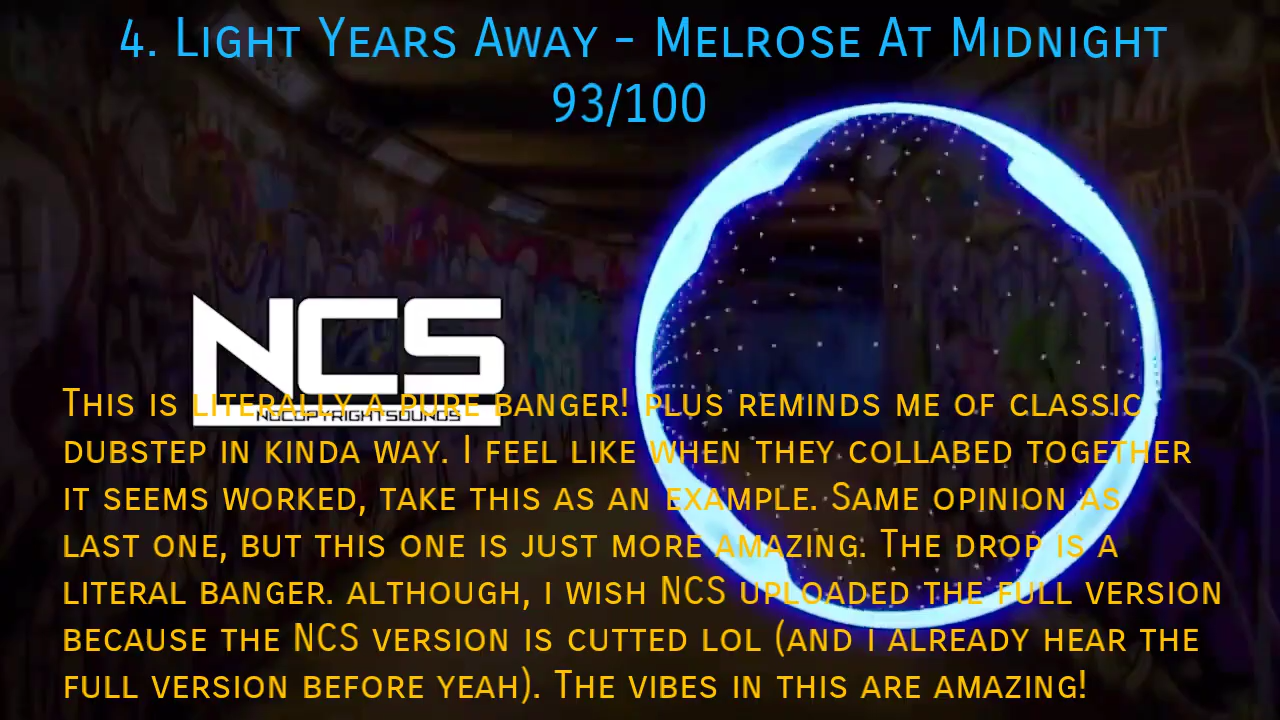 4. Light Years Away - Melrose At Midnight
93/100
NCS
NOCOPYRIGHTSOUNDS
This is literally a pure banger! plus reminds me of classic
dubstep in kinda way. I feel like when they collabed together
it seems worked, take this as an example. Same opinion as
last one, but this one is just more amazing. The drop is a
literal banger. although, i wish NCS uploaded the full version
because the NCS version is cutted lol (and i already hear the
full version before yeah). The vibes in this are amazing!